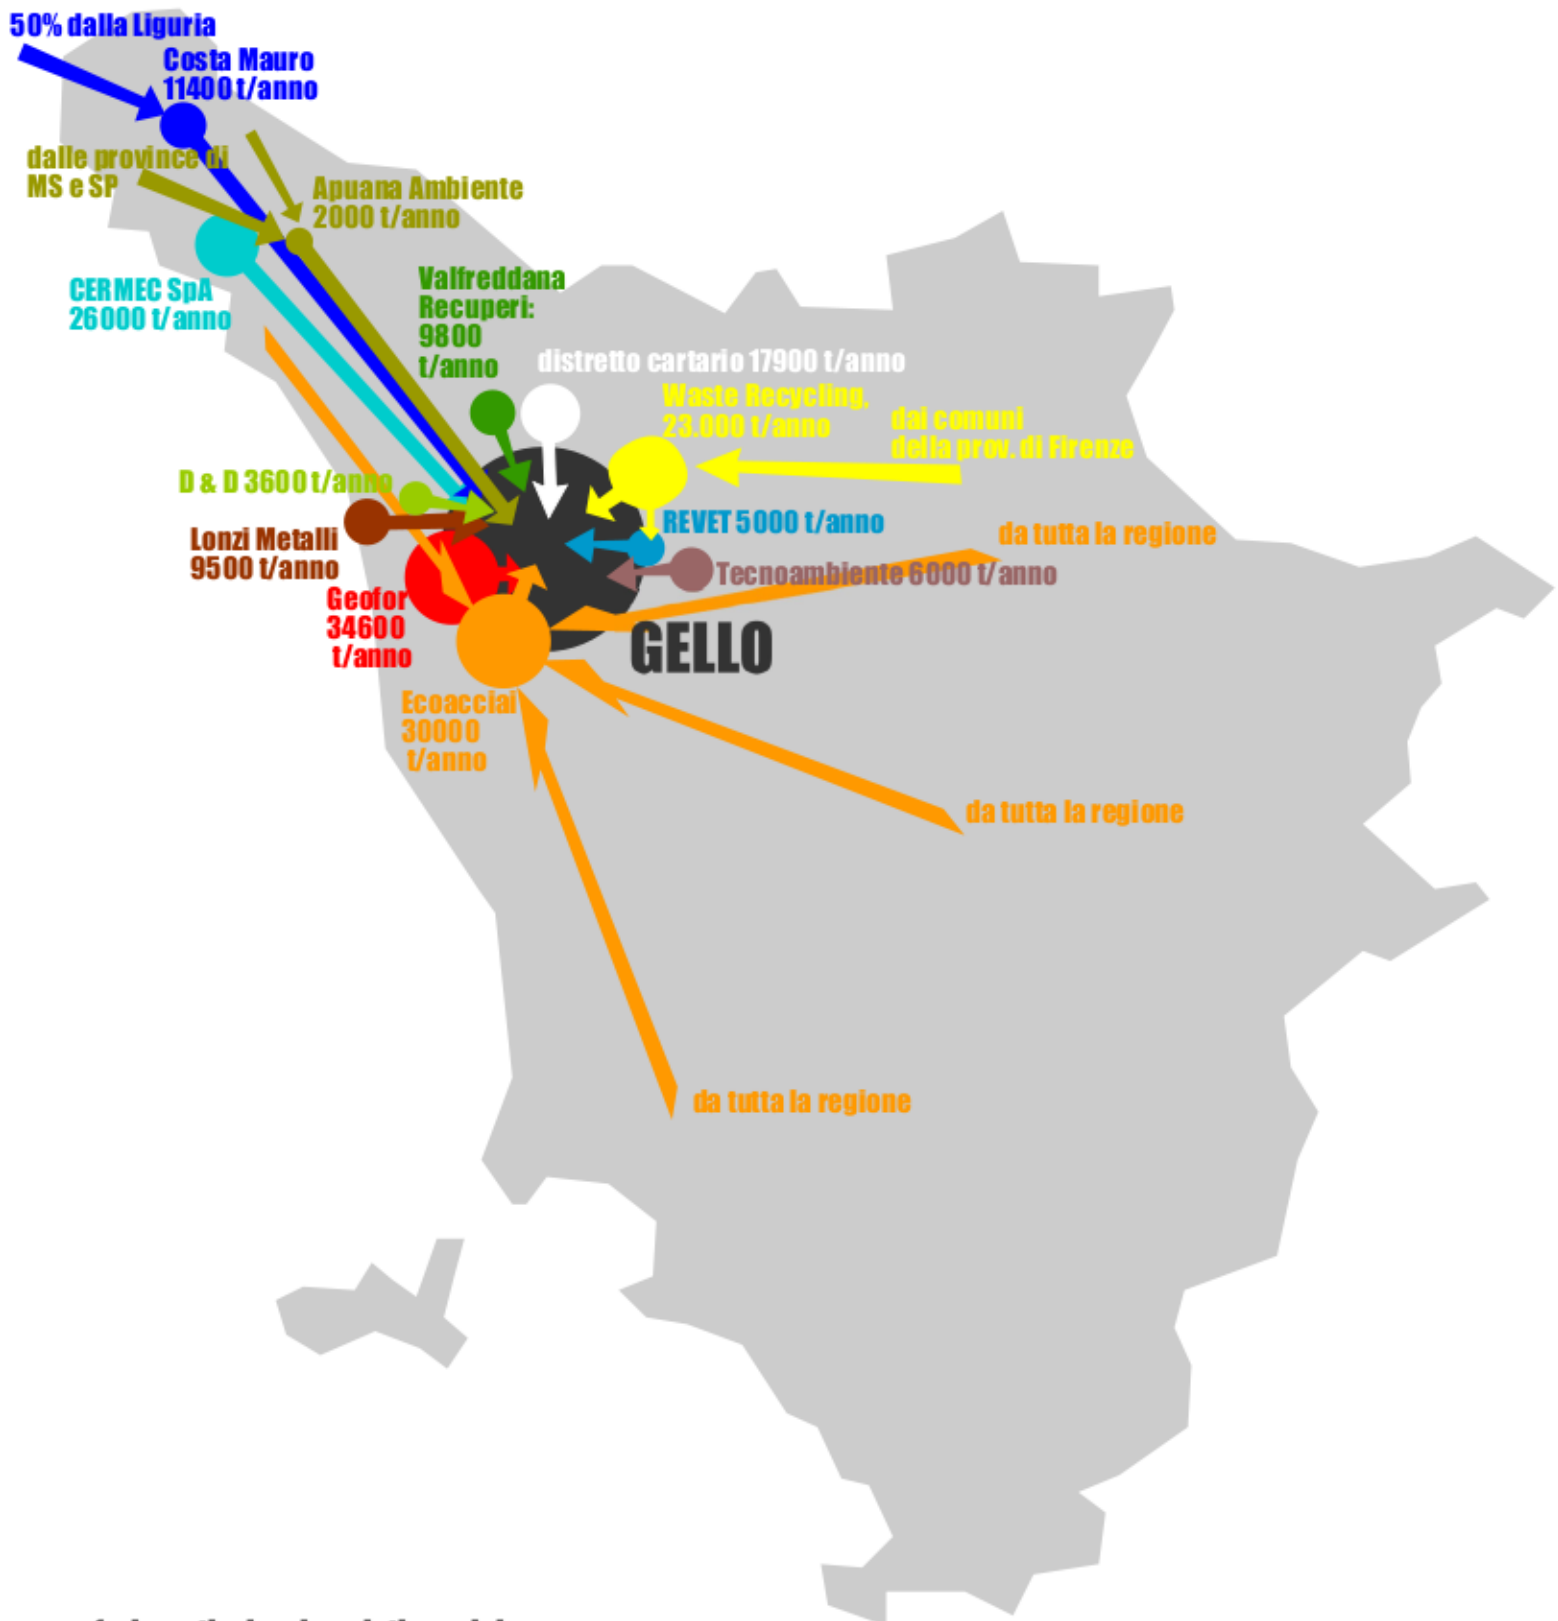 50% dalla Liguria
Costa Mauro
11400 t/anno
dalle province di
MS e SP
Apuana Ambiente
2000 t/anno
CERMEC SpA
26000 t/anno
Valfreddana
Recuperi:
9800
t/anno
distretto cartario 17900 t/anno
Waste Recycling,
23.000 t/anno
dai comuni
della prov. di Firenze
D & D 3600 t/anno
Lonzi Metalli
9500 t/anno
REVET 5000 t/anno
da tutta la regione
Tecnoambiente 6000 t/anno
Geofor
34600
t/anno
GELLO
Ecoacciai
30000
t/anno
da tutta la regione
da tutta la regione